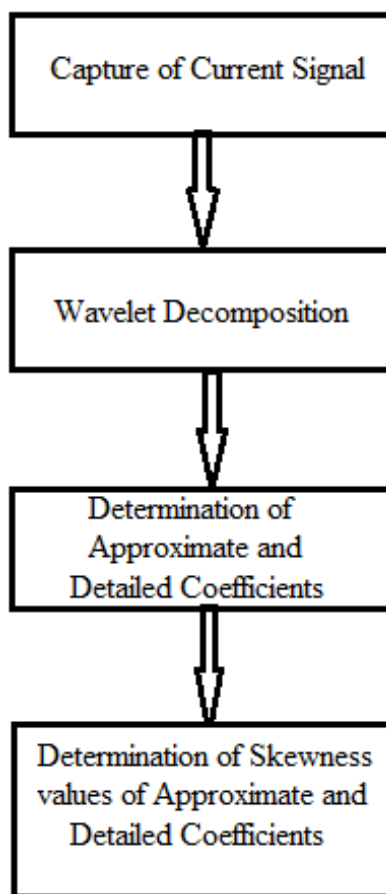 Capture of Current Signal
Wavelet Decomposition
Determination of
Approximate and
Detailed Coefficients
Determination of Skewness
values of Approximate and
Detailed Coefficients